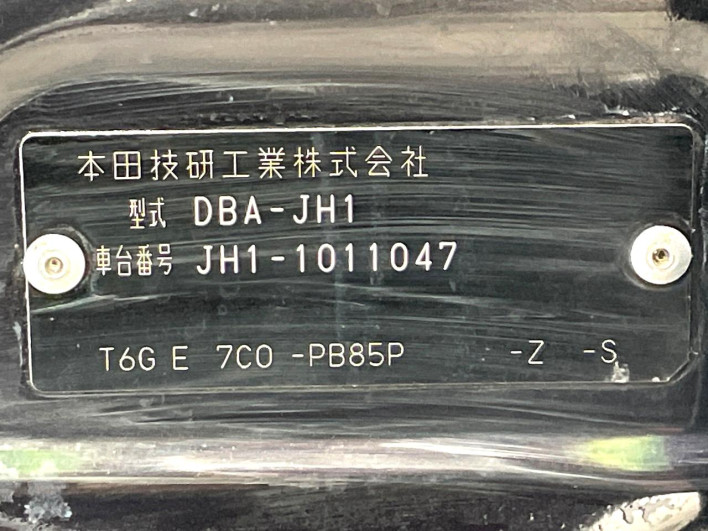 本田技研工業株式会社
型式 DBA-JH1
車台番号 JH1-1011047
T6G E 7C0 -PB85P -Z -S